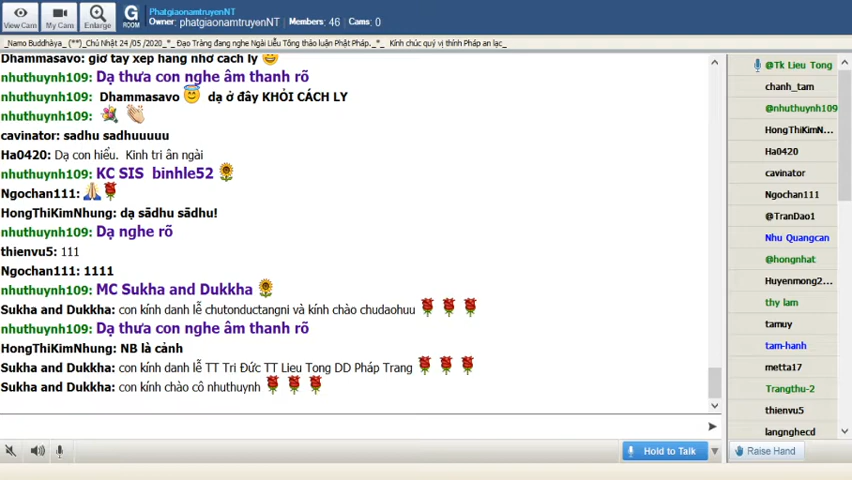 View Cam
My Cam
Enlarge
G
ROOM
PhatgiaonamtruyenNT
Owner: phatgiaonamtruyenNT
Members: 46
Cams: 0
_Namo Buddhàya_ (**)_Chủ Nhật 24 /05 /2020_*_ Đạo Tràng đang nghe Ngài Liễu Tông thảo luận Phật Pháp._*_ Kính chúc quý vị thính Pháp an lạc_
Dhammasavo: giơ tay xếp hàng nhớ cách ly
nhuthuynh109: Dạ thưa con nghe âm thanh rõ
nhuthuynh109: Dhammasavo dạ ở đây KHỎI CÁCH LY
nhuthuynh109:
cavinator: sadhu sadhuuuuu
Ha0420: Dạ con hiểu. Kinh tri ân ngài
nhuthuynh109: KC SIS binhle52
Ngochan111:
HongThiKimNhung: dạ sādhu sādhu!
nhuthuynh109: Dạ nghe rõ
thienvu5: 111
Ngochan111: 1111
nhuthuynh109: MC Sukha and Dukkha
Sukha and Dukkha: con kính danh lễ chutonductangni và kính chào chudaohuu
nhuthuynh109: Dạ thưa con nghe âm thanh rõ
HongThiKimNhung: NB là cảnh
Sukha and Dukkha: con kính danh lễ TT Tri Đức TT Lieu Tong DD Pháp Trang
Sukha and Dukkha: con kính chào cô nhuthuynh
@Tk Lieu Tong
chanh_tam
@nhuthuynh109
HongThiKimN...
Ha0420
cavinator
Ngochan111
@TranDao1
Nhu Quangcan
@hongnhat
Huyenmong2...
thy lam
tamuy
tam-hanh
metta17
Trangthu-2
thienvu5
langnghecd
Hold to Talk
Raise Hand